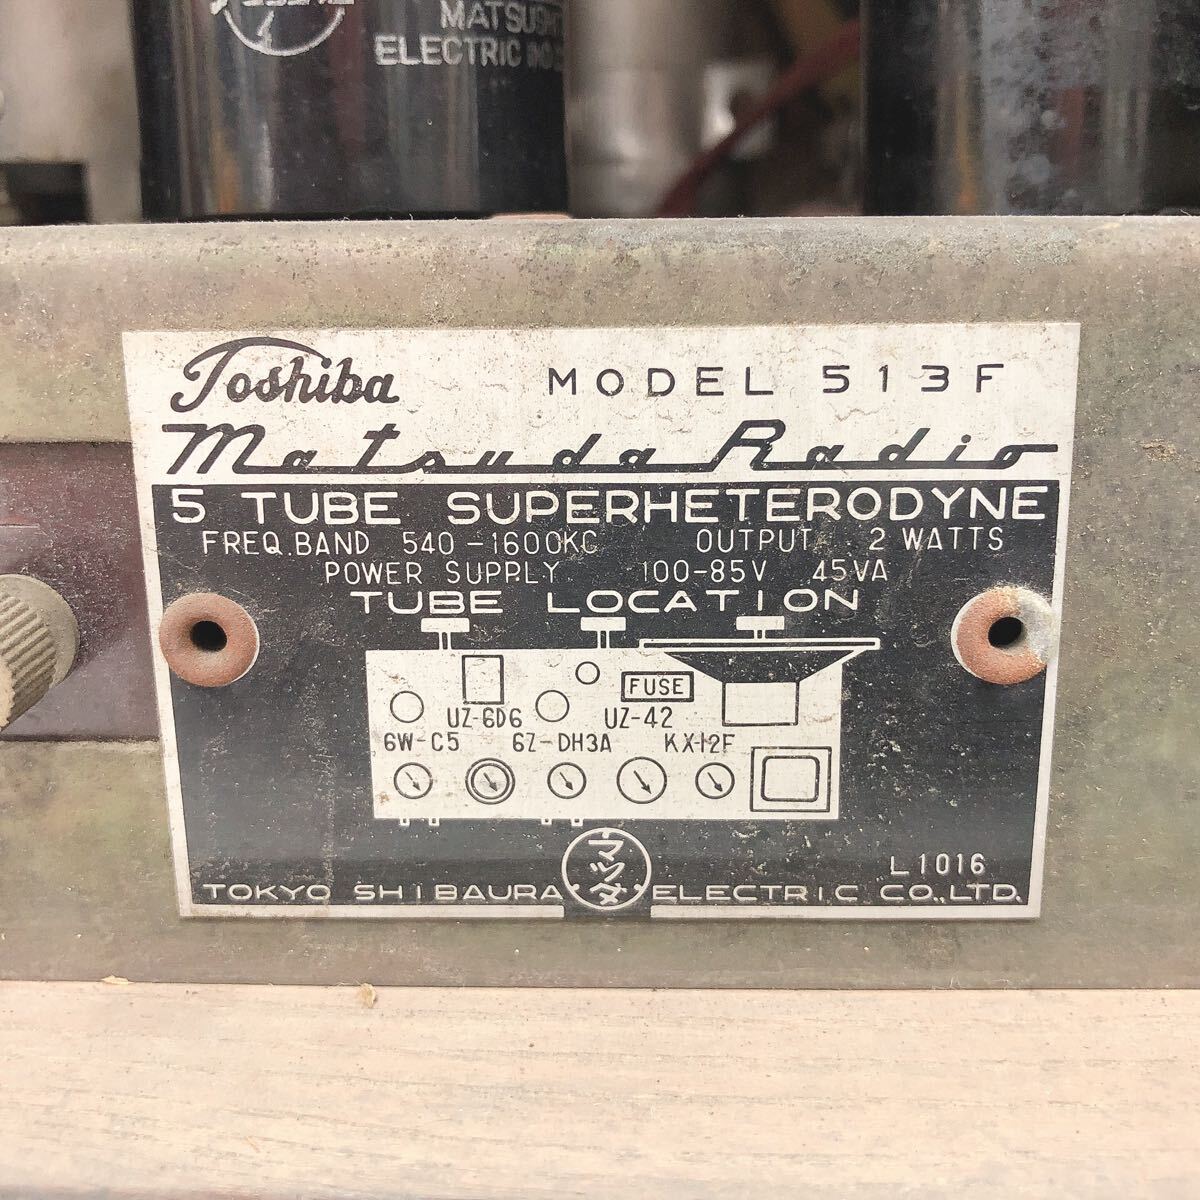 MATSUSHIT
ELECTRIC IND
Toshiba MODEL 513F
Matsuda Radio
5 TUBE SUPERHETERODYNE
FREQ.BAND 540-1600KC OUTPUT 2 WATTS
POWER SUPPLY 100-85V 45VA
TUBE LOCATION
FUSE
UZ-6D6 UZ-42
6W-C5 6Z-DH3A KX-12F
マツダ
L1016
TOKYO SHIBAURA ELECTRIC CO.,LTD.